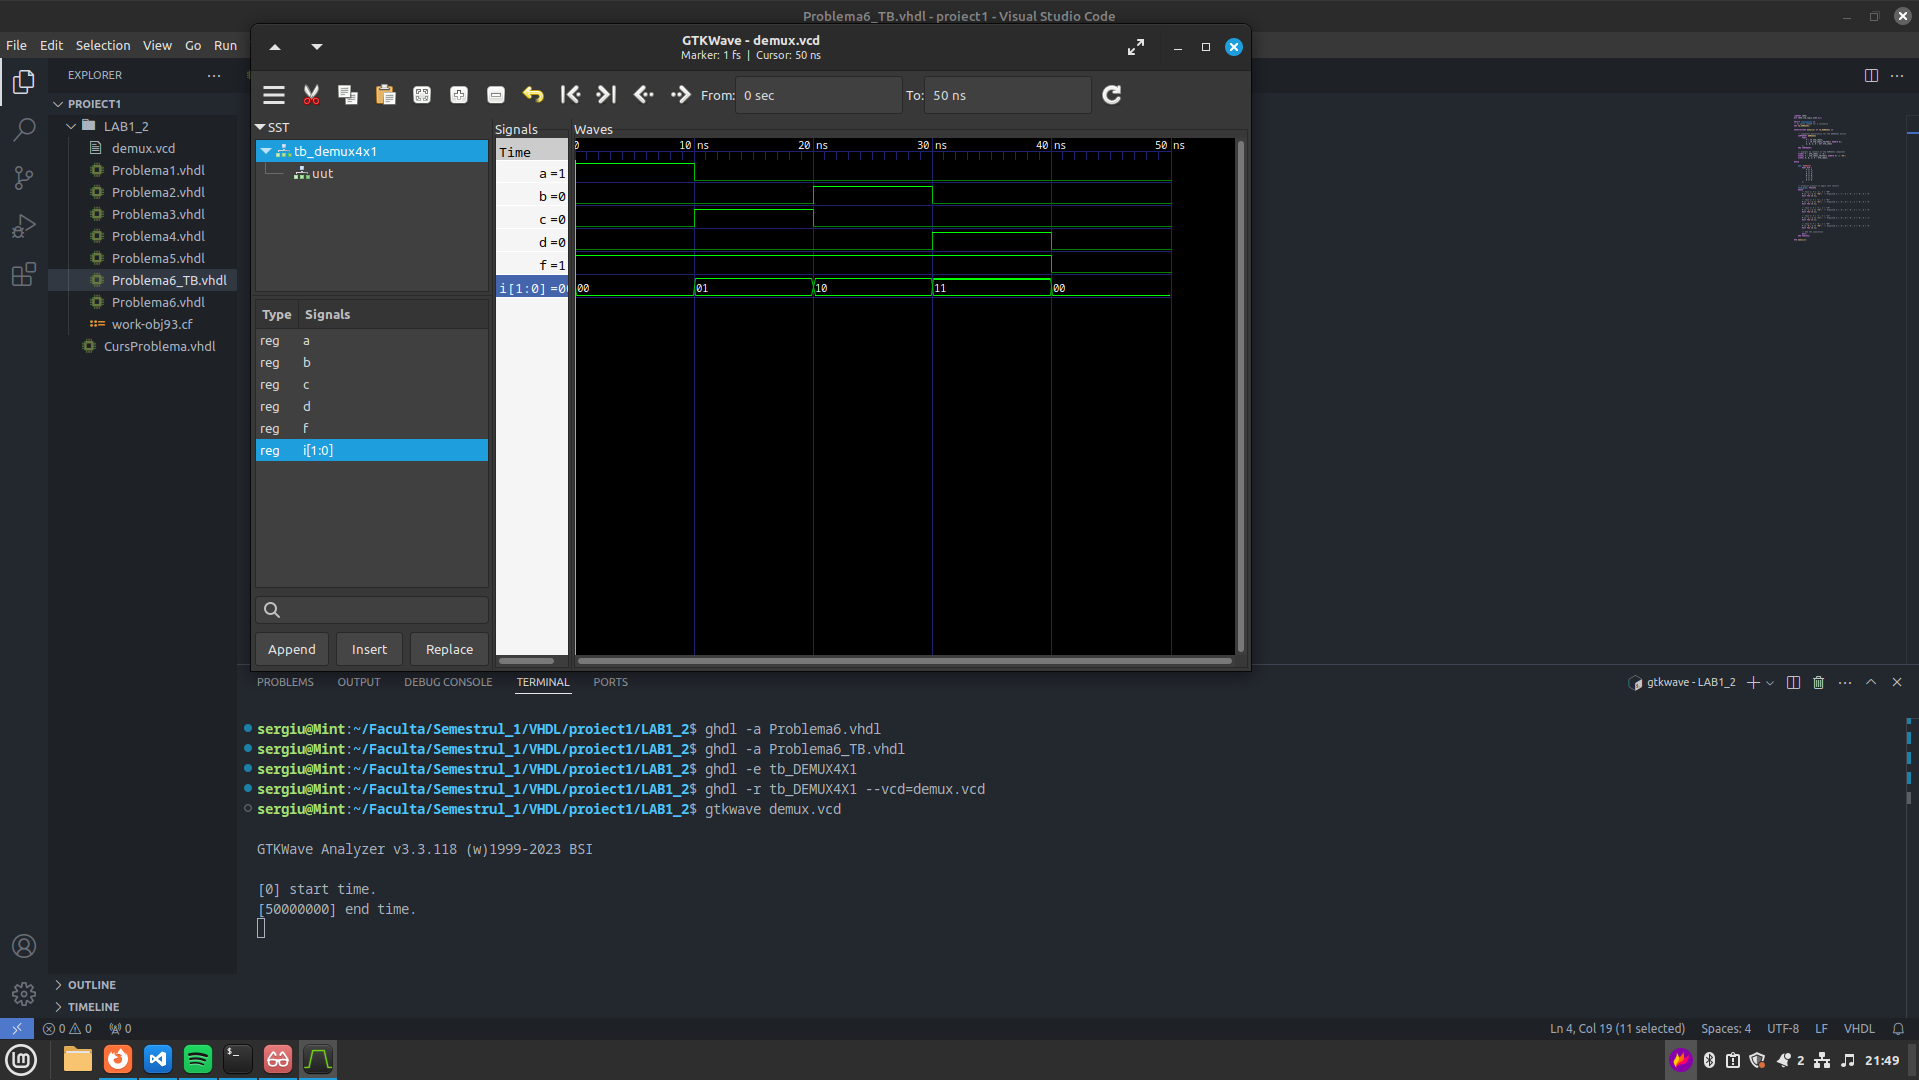 Problema6_TB.vhdl - proiect1 - Visual Studio Code
File Edit Selection View Go Run
GTKWave - demux.vcd
Marker: 1 fs | Cursor: 50 ns
EXPLORER
PROIECT1
LAB1_2
demux.vcd
Problema1.vhdl
Problema2.vhdl
Problema3.vhdl
Problema4.vhdl
Problema5.vhdl
Problema6_TB.vhdl
Problema6.vhdl
work-obj93.cf
CursProblema.vhdl
OUTLINE
TIMELINE
From: 0 sec
To: 50 ns
SST
tb_demux4x1
uut
Type Signals
reg a
reg b
reg c
reg d
reg f
reg i[1:0]
Append Insert Replace
Signals
Time
a =1
b =0
c =0
d =0
f =1
i[1:0] =0
Waves
0 10 ns 20 ns 30 ns 40 ns 50 ns
00 01 10 11 00
PROBLEMS OUTPUT DEBUG CONSOLE TERMINAL PORTS
gtkwave - LAB1_2
sergiu@Mint:~/Faculta/Semestrul_1/VHDL/proiect1/LAB1_2$ ghdl -a Problema6.vhdl
sergiu@Mint:~/Faculta/Semestrul_1/VHDL/proiect1/LAB1_2$ ghdl -a Problema6_TB.vhdl
sergiu@Mint:~/Faculta/Semestrul_1/VHDL/proiect1/LAB1_2$ ghdl -e tb_DEMUX4X1
sergiu@Mint:~/Faculta/Semestrul_1/VHDL/proiect1/LAB1_2$ ghdl -r tb_DEMUX4X1 --vcd=demux.vcd
sergiu@Mint:~/Faculta/Semestrul_1/VHDL/proiect1/LAB1_2$ gtkwave demux.vcd
GTKWave Analyzer v3.3.118 (w)1999-2023 BSI
[0] start time.
[50000000] end time.
0 0 0
Ln 4, Col 19 (11 selected) Spaces: 4 UTF-8 LF VHDL
2 21:49